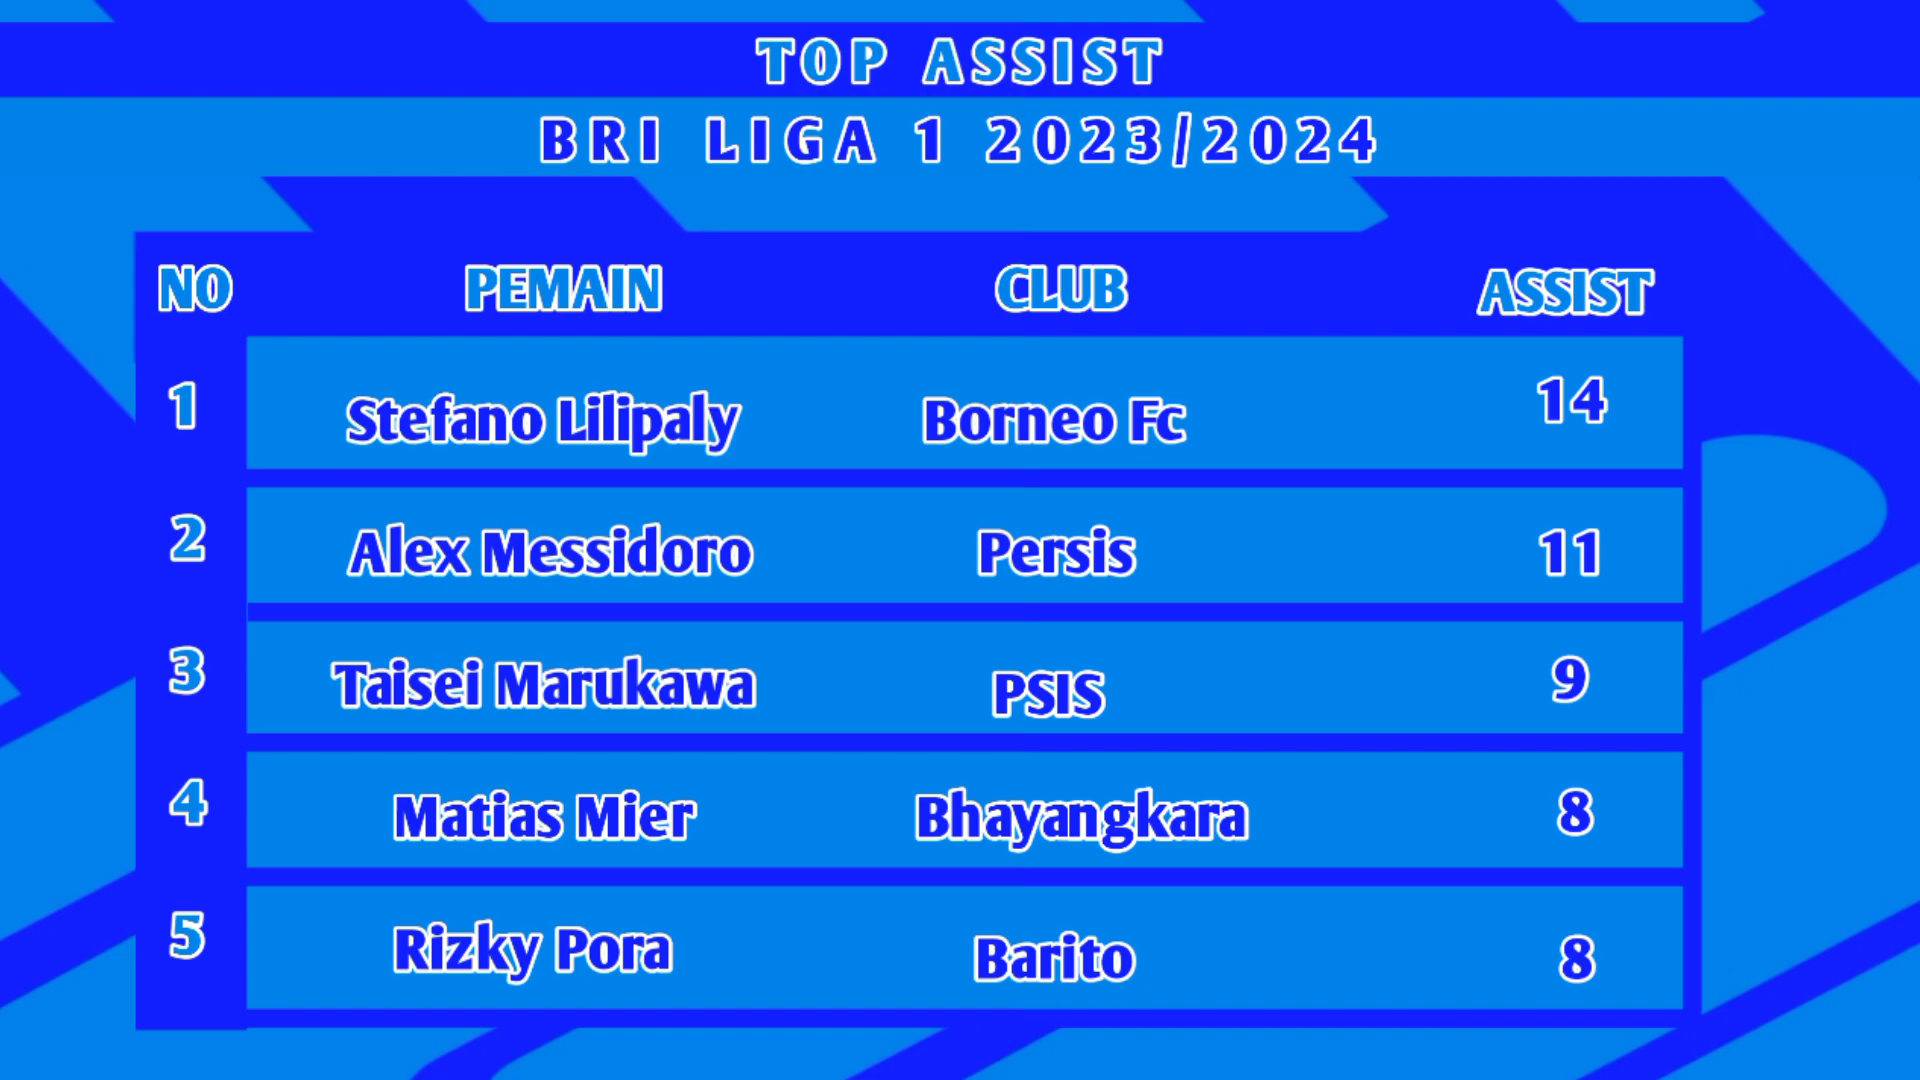 TOP ASSIST
BRI LIGA 1 2023/2024
NO PEMAIN CLUB ASSIST
1 Stefano Lilipaly Borneo Fc 14
2 Alex Messidoro Persis 11
3 Taisei Marukawa PSIS 9
4 Matias Mier Bhayangkara 8
5 Rizky Pora Barito 8